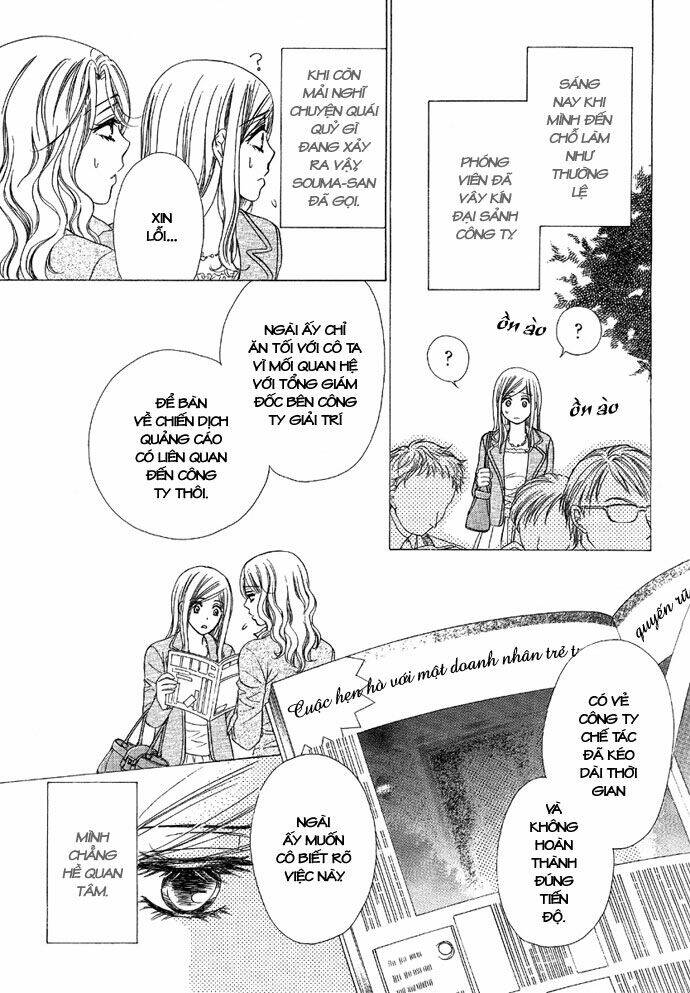 SÁNG
NAY KHI
MÌNH ĐẾN
CHỖ LÀM
NHƯ
THƯỜNG
LỆ
PHÓNG
VIÊN ĐÃ
VÂY KÍN
ĐẠI SẢNH
CÔNG TY.
ồn ào
?
?
ồn ào
KHI CÒN
MẢI NGHĨ
CHUYỆN QUÁI
QUỶ GÌ
ĐANG XẢY
RA VẬY,
SOUMA-SAN
ĐÃ GỌI.
?
XIN
LỖI...
NGÀI ẤY CHỈ
ĂN TỐI VỚI CÔ TA
VÌ MỐI QUAN HỆ
VỚI TỔNG GIÁM
ĐỐC BÊN CÔNG
TY GIẢI TRÍ
ĐỂ BÀN
VỀ CHIẾN DỊCH
QUẢNG CÁO
CÓ LIÊN QUAN
ĐẾN CÔNG
TY THÔI.
Cuộc hẹn hò với một doanh nhân trẻ t
quyến rũ
CÓ VẺ
CÔNG TY
CHẾ TÁC
ĐÃ KÉO
DÀI THỜI
GIAN
VÀ
KHÔNG
HOÀN
THÀNH
ĐÚNG
TIẾN
ĐỘ.
NGÀI
ẤY MUỐN
CÔ BIẾT RÕ
VIỆC NÀY.
MÌNH
CHẲNG
HỀ QUAN
TÂM.